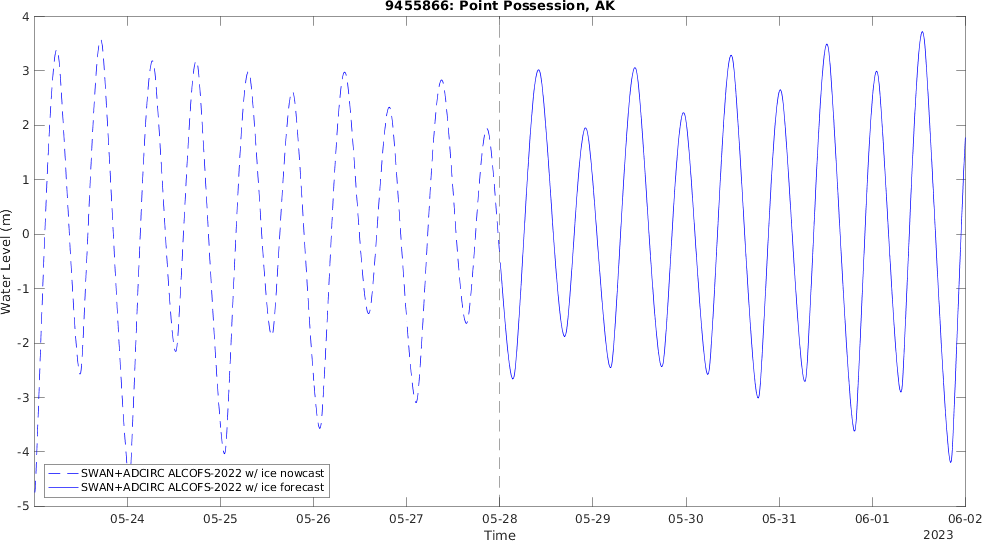 9455866: Point Possession, AK
4
3
2
1
0
-1
-2
-3
-4
-5
Water Level (m)
SWAN+ADCIRC ALCOFS-2022 w/ ice nowcast
SWAN+ADCIRC ALCOFS-2022 w/ ice forecast
05-24 05-25 05-26 05-27 05-28 05-29 05-30 05-31 06-01 06-02
Time
2023